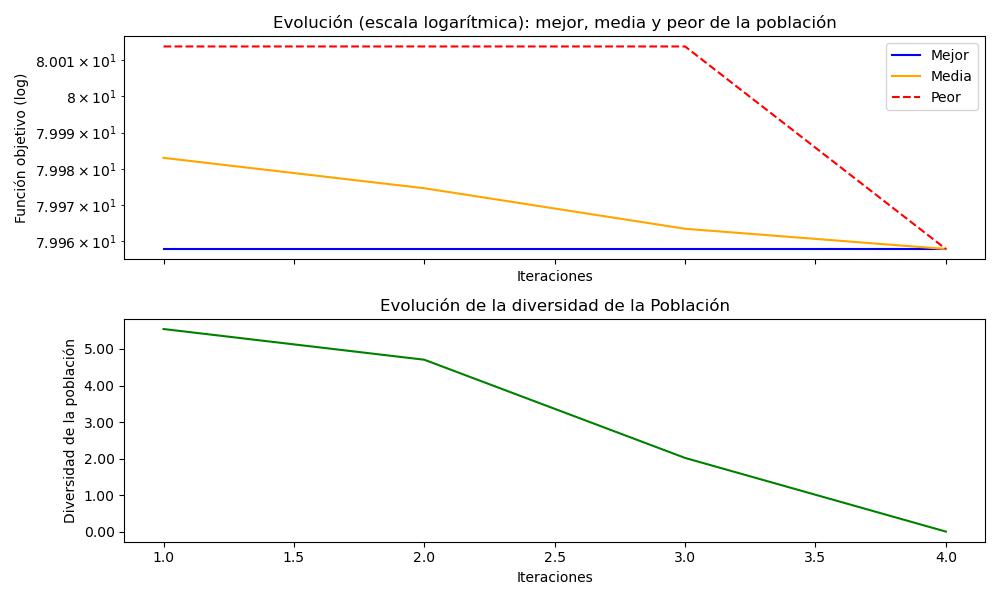 Evolución (escala logarítmica): mejor, media y peor de la población
Función objetivo (log)
8.001 × 10¹
8 × 10¹
7.999 × 10¹
7.998 × 10¹
7.997 × 10¹
7.996 × 10¹
Mejor
Media
Peor
Iteraciones
Evolución de la diversidad de la Población
Diversidad de la población
5.00
4.00
3.00
2.00
1.00
0.00
1.0 1.5 2.0 2.5 3.0 3.5 4.0
Iteraciones